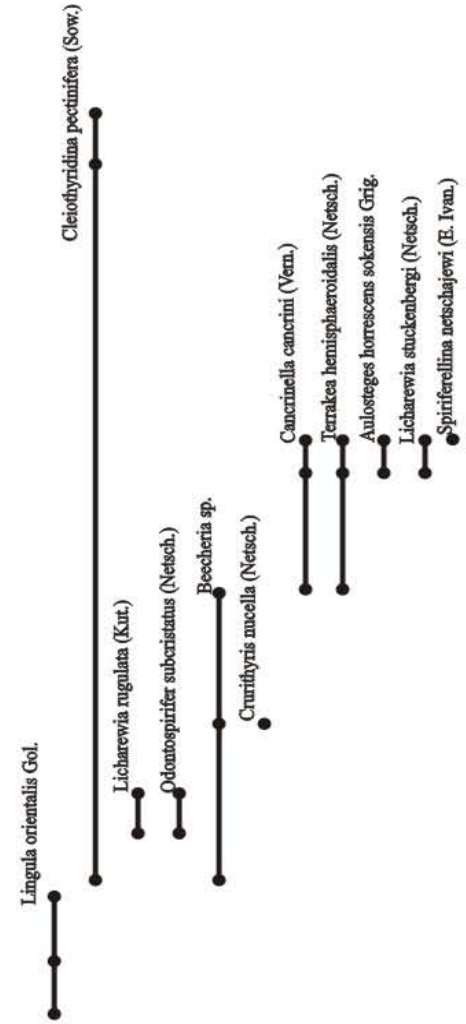 Lingula orientalis Gol.
Cleiothyridina pectinifera (Sow.)
Licharewia rugulata (Kut.)
Odontospirifer subcristatus (Netsch.)
Beecheria sp.
Crurithyris nucella (Netsch.)
Cancrinella cancrini (Vern.)
Terrakea hemisphaeroidalis (Netsch.)
Aulosteges horrescens sokensis Grig.
Licharewia stuckenbergi (Netsch.)
Spiriferellina netschajewi (E. Ivan.)